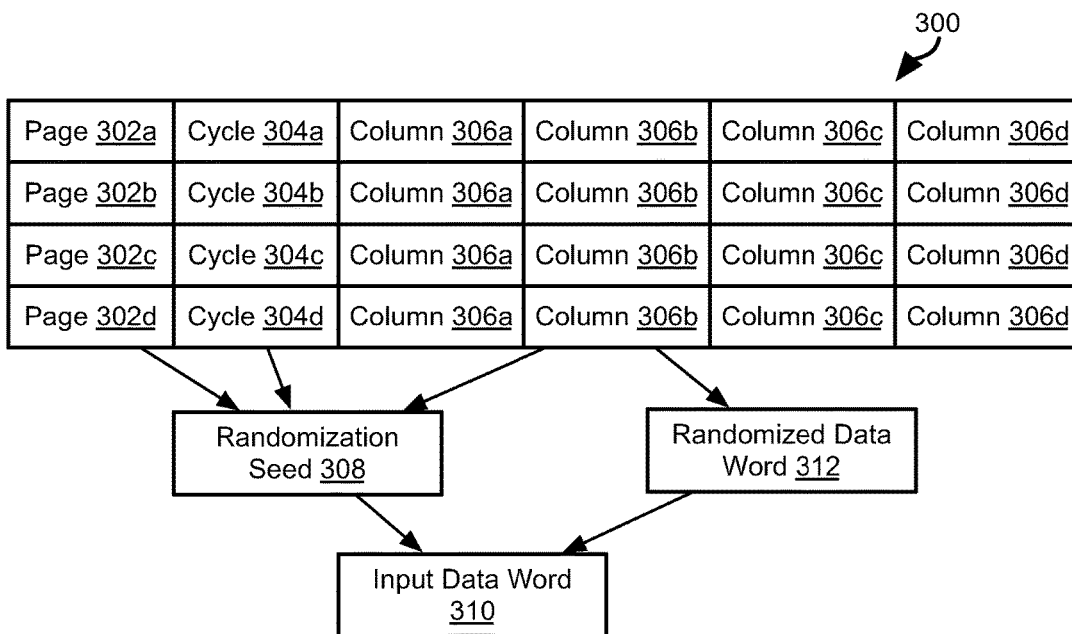 300
Page 302a Cycle 304a Column 306a Column 306b Column 306c Column 306d
Page 302b Cycle 304b Column 306a Column 306b Column 306c Column 306d
Page 302c Cycle 304c Column 306a Column 306b Column 306c Column 306d
Page 302d Cycle 304d Column 306a Column 306b Column 306c Column 306d
Randomization
Seed 308
Randomized Data
Word 312
Input Data Word
310